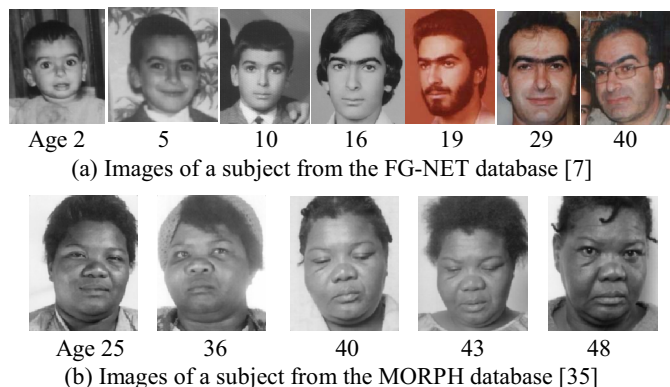 Age 2 5 10 16 19 29 40
(a) Images of a subject from the FG-NET database [7]
Age 25 36 40 43 48
(b) Images of a subject from the MORPH database [35]